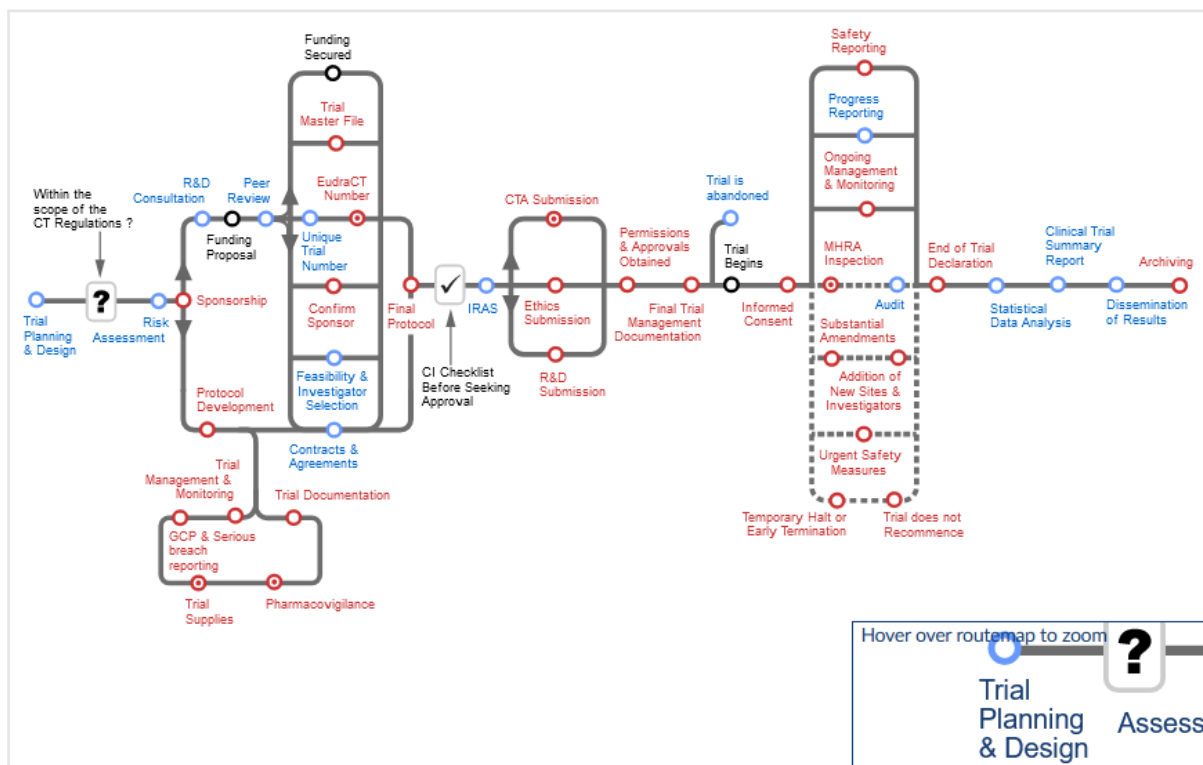 Funding
Secured
Safety
Reporting
Trial
Master File
Progress
Reporting
Within the
scope of the
CT Regulations ?
R&D
Consultation
Peer
Review
EudraCT
Number
Ongoing
Management
& Monitoring
CTA Submission
Trial is
abandoned
Funding
Proposal
Unique
Trial
Number
Permissions
& Approvals
Obtained
Trial
Begins
MHRA
Inspection
End of Trial
Declaration
Clinical Trial
Summary
Report
Archiving
?
Sponsorship
Confirm
Sponsor
Final
Protocol
IRAS
Ethics
Submission
Final Trial
Management
Documentation
Informed
Consent
Audit
Statistical
Data Analysis
Dissemination
of Results
Trial
Planning
& Design
Assessment
Risk
Substantial
Amendments
Feasibility &
Investigator
Selection
CI Checklist
Before Seeking
Approval
R&D
Submission
Addition of
New Sites &
Investigators
Protocol
Development
Contracts &
Agreements
Urgent Safety
Measures
Trial
Management &
Monitoring
Trial Documentation
Temporary Halt or
Early Termination
Trial does not
Recommence
GCP & Serious
breach
reporting
Trial
Supplies
Pharmacovigilance
Hover over routemap to zoom
?
Trial
Planning
& Design
Assess